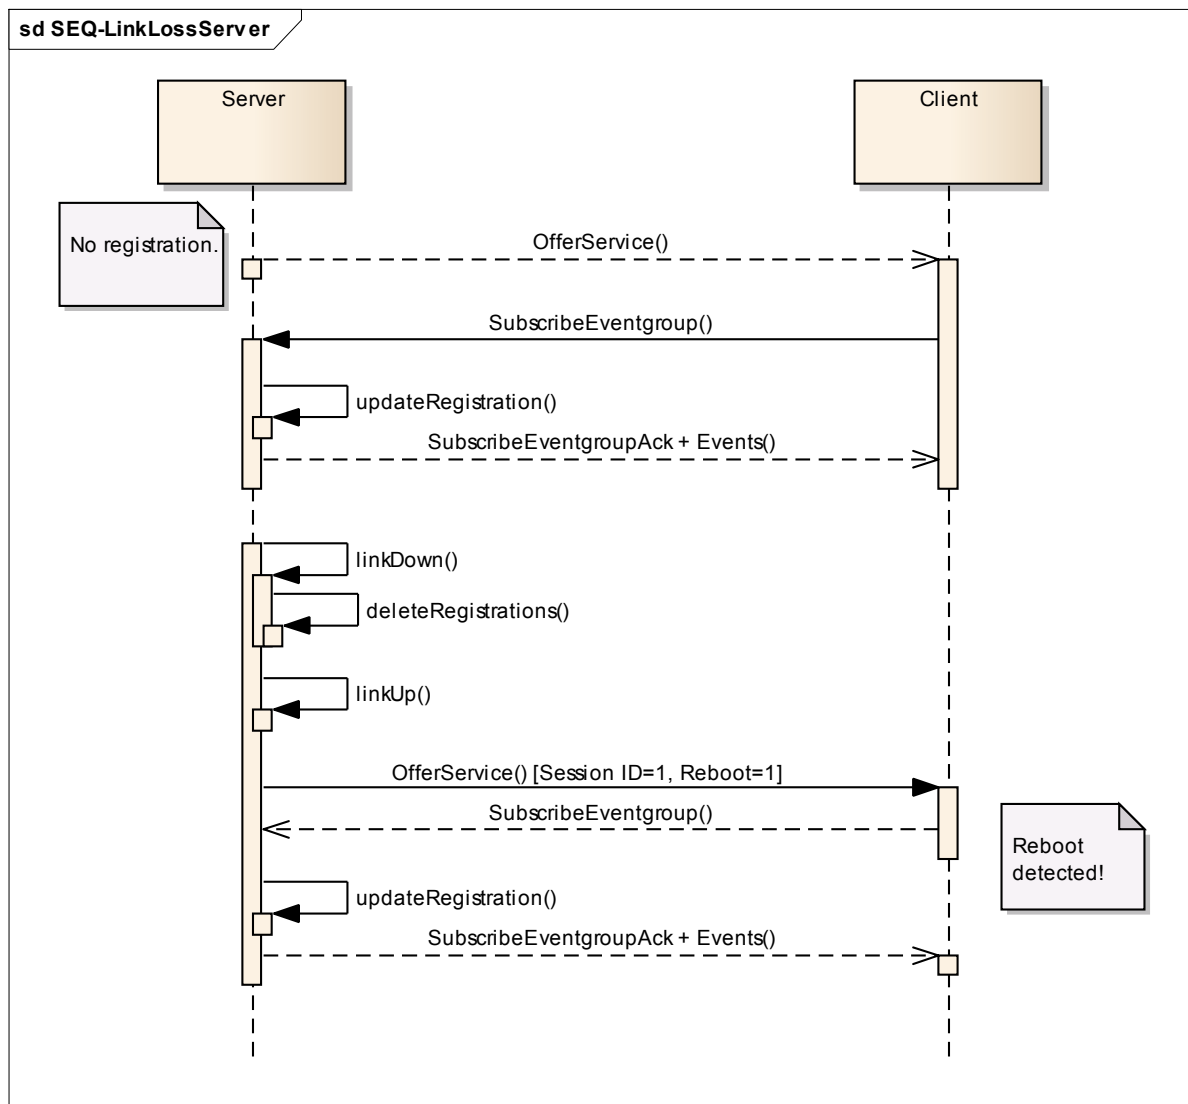 sd SEQ-LinkLossServer
Server
Client
No registration.
OfferService()
SubscribeEventgroup()
updateRegistration()
SubscribeEventgroupAck + Events()
linkDown()
deleteRegistrations()
linkUp()
OfferService() [Session ID=1, Reboot=1]
SubscribeEventgroup()
Reboot
detected!
updateRegistration()
SubscribeEventgroupAck + Events()